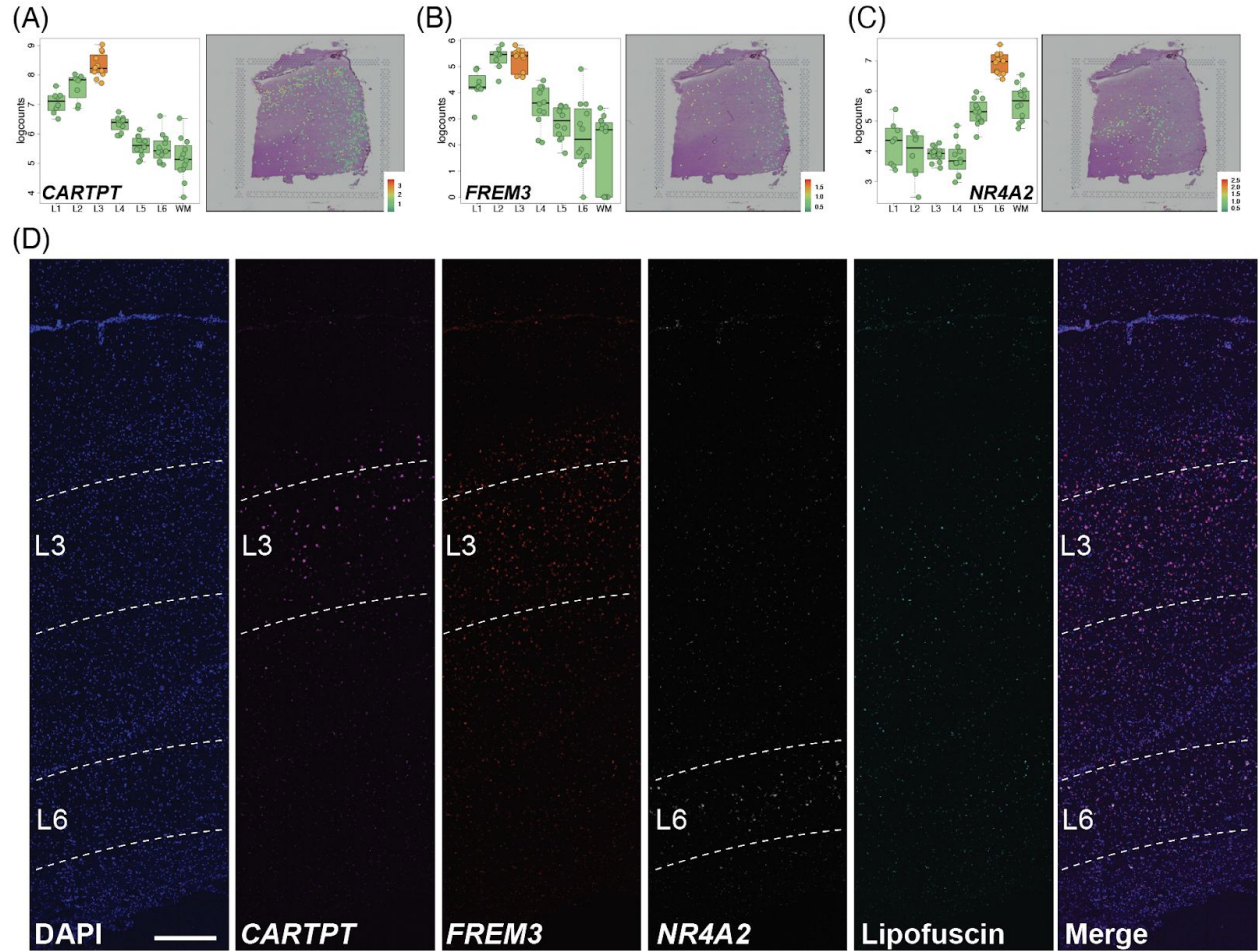 (A)
9
8
7
6
5
4
logcounts
CARTPT
L1 L2 L3 L4 L5 L6 WM
3
2
1
(B)
6
5
4
3
2
1
0
logcounts
FREM3
L1 L2 L3 L4 L5 L6 WM
1.5
1.0
0.5
(C)
7
6
5
4
3
logcounts
NR4A2
L1 L2 L3 L4 L5 L6 WM
2.5
2.0
1.5
1.0
0.5
(D)
L3 L3 L3 L3
L6 L6 L6
DAPI CARTPT FREM3 NR4A2 Lipofuscin Merge